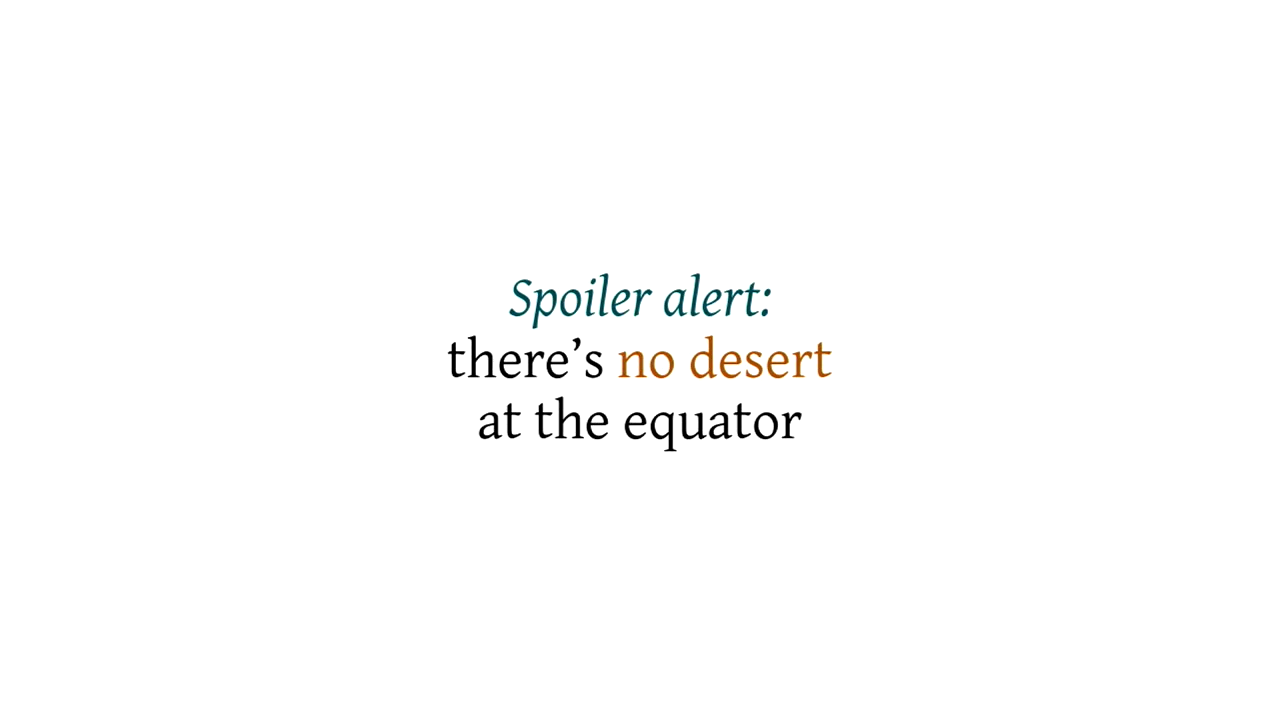 Spoiler alert:
there’s no desert
at the equator